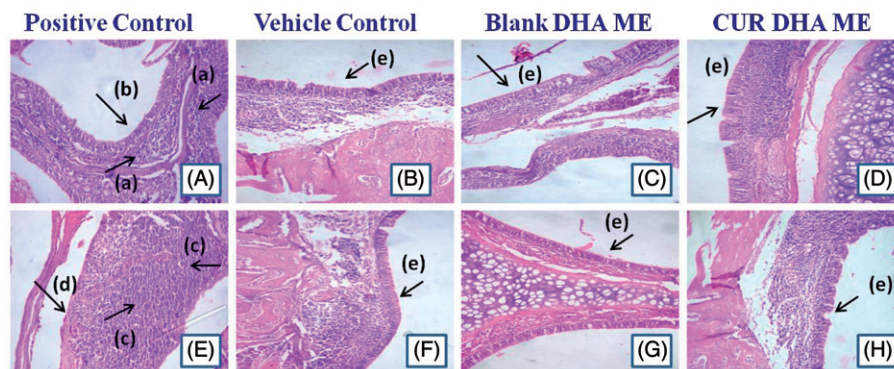 Positive Control Vehicle Control Blank DHA ME CUR DHA ME
(b) (a) (a) (A)
(e) (B)
(e) (C)
(e) (D)
(d) (c) (c) (E)
(e) (F)
(e) (G)
(e) (H)